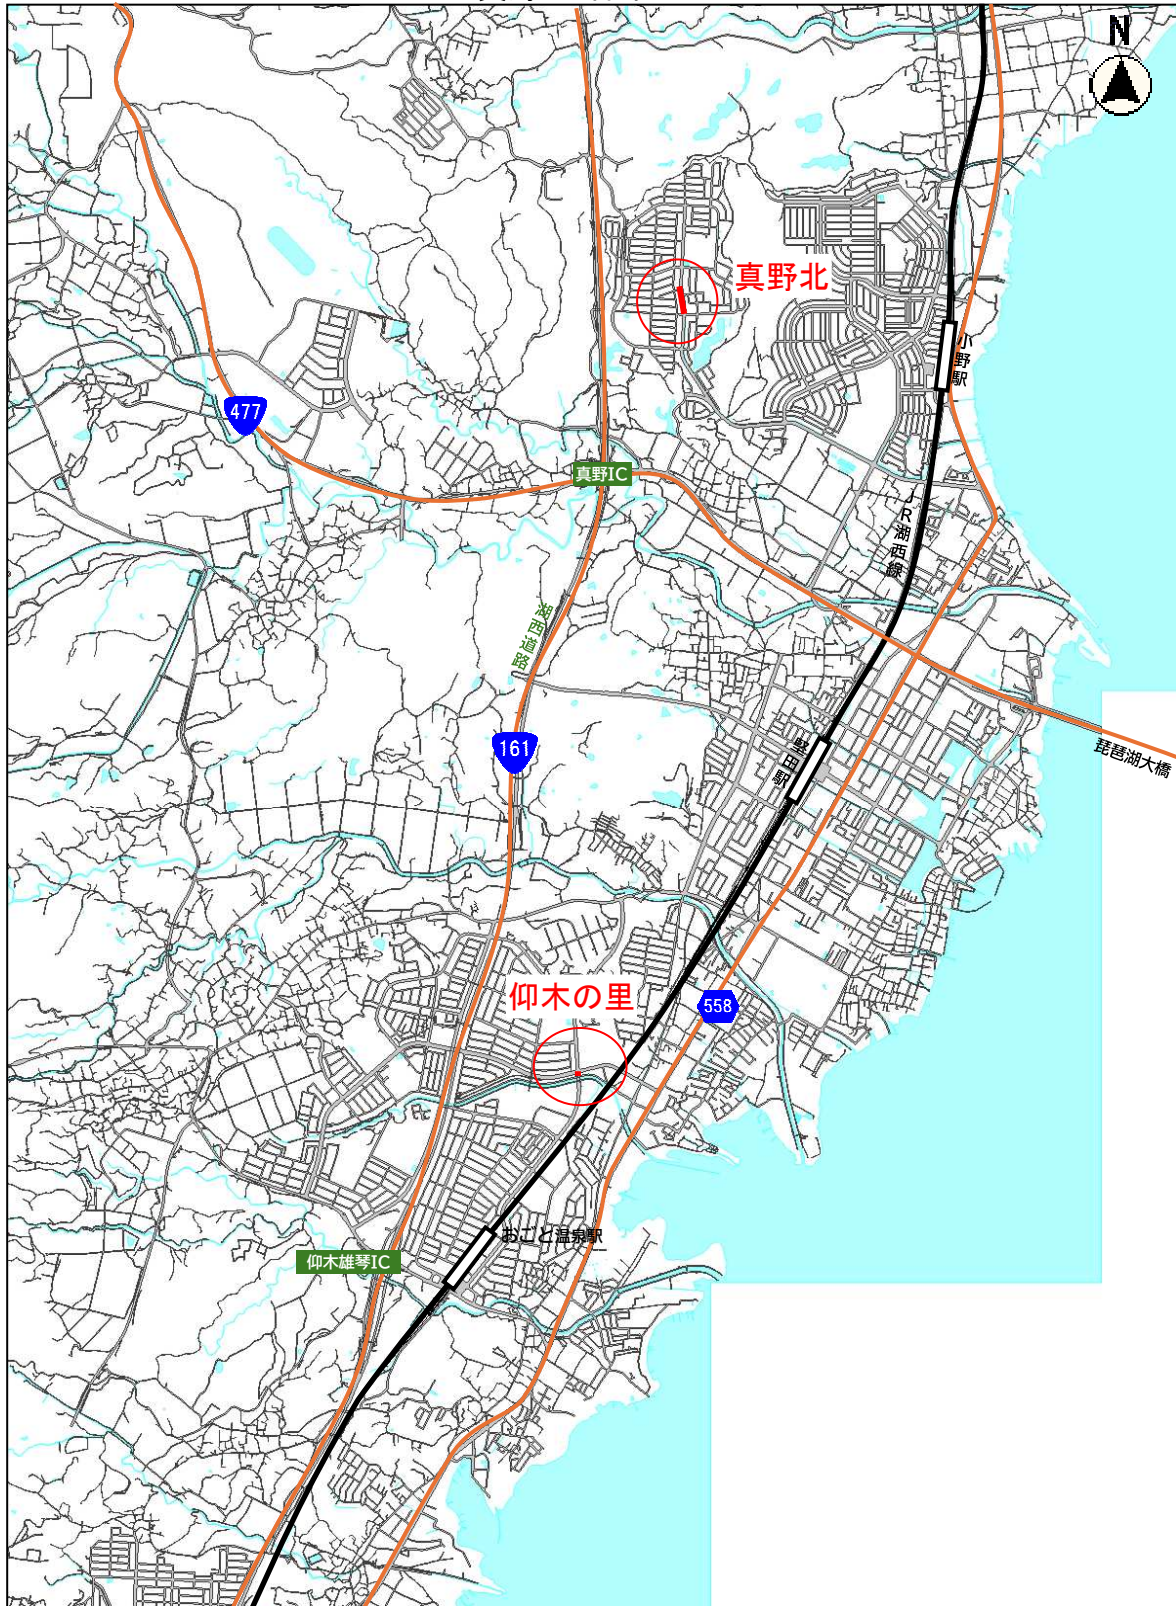 N
真野北
小野駅
477
真野IC
JR湖西線
湖西道路
161
堅田駅
琵琶湖大橋
仰木の里
558
おごと温泉駅
仰木雄琴IC